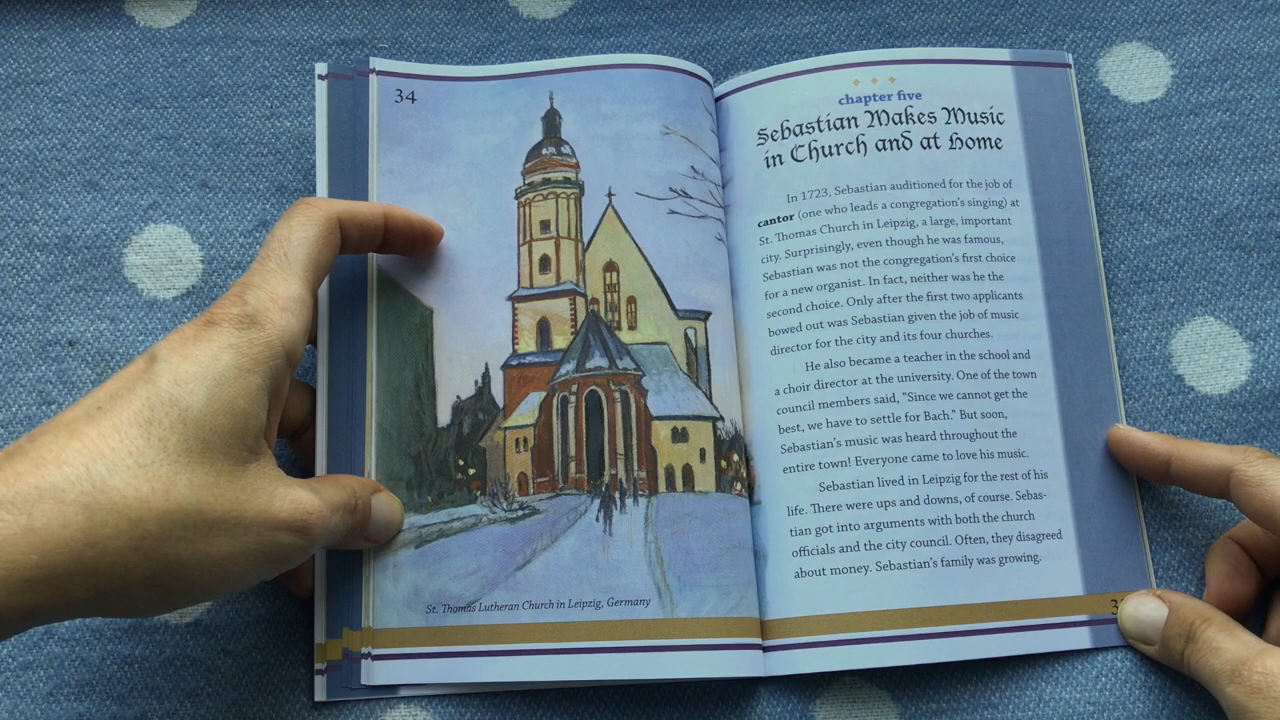 34
St. Thomas Lutheran Church in Leipzig, Germany
chapter five
Sebastian Makes Music
in Church and at Home
In 1723, Sebastian auditioned for the job of
cantor (one who leads a congregation's singing) at
St. Thomas Church in Leipzig, a large, important
city. Surprisingly, even though he was famous,
Sebastian was not the congregation's first choice
for a new organist. In fact, neither was he the
second choice. Only after the first two applicants
bowed out was Sebastian given the job of music
director for the city and its four churches.
He also became a teacher in the school and
a choir director at the university. One of the town
council members said, “Since we cannot get the
best, we have to settle for Bach.” But soon,
Sebastian's music was heard throughout the
entire town! Everyone came to love his music.
Sebastian lived in Leipzig for the rest of his
life. There were ups and downs, of course. Sebas-
tian got into arguments with both the church
officials and the city council. Often, they disagreed
about money. Sebastian's family was growing.